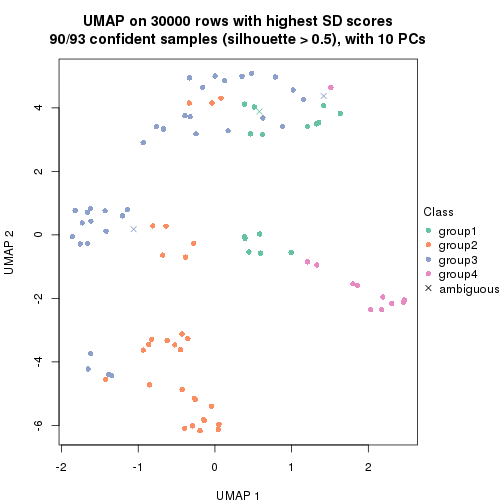 UMAP on 30000 rows with highest SD scores
90/93 confident samples (silhouette > 0.5), with 10 PCs
UMAP 2
4
2
0
-2
-4
-6
-2
-1
0
1
2
UMAP 1
Class
group1
group2
group3
group4
ambiguous